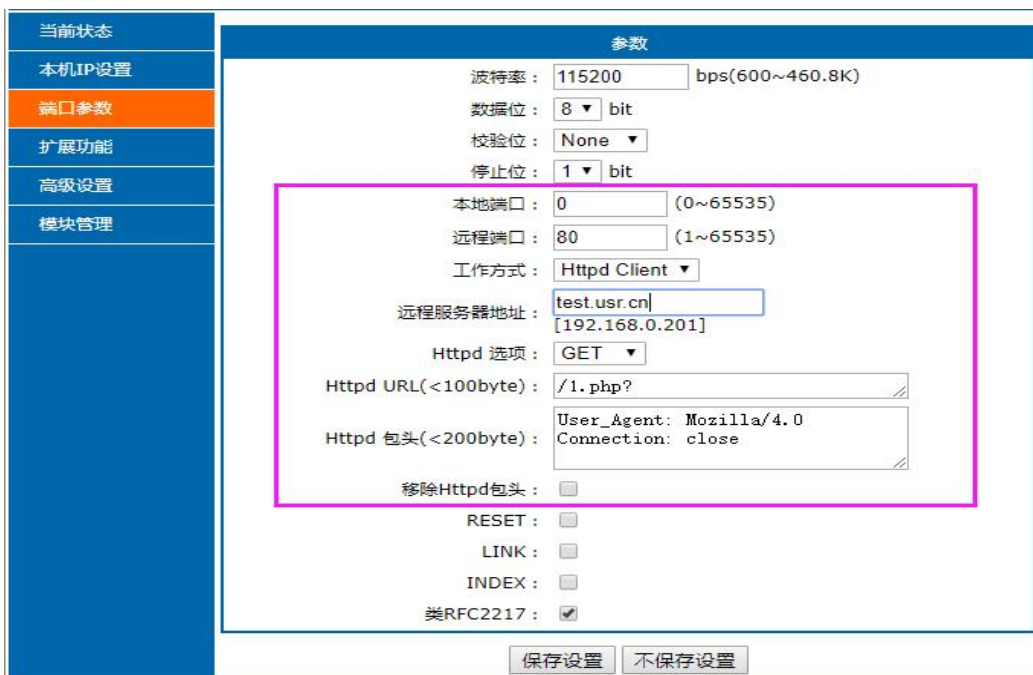 当前状态
本机IP设置
端口参数
扩展功能
高级设置
模块管理
参数
波特率： 115200 bps(600~460.8K)
数据位： 8 bit
校验位： None
停止位： 1 bit
本地端口： 0 (0~65535)
远程端口： 80 (1~65535)
工作方式： Httpd Client
远程服务器地址： test.usr.cn
[192.168.0.201]
Httpd 选项： GET
Httpd URL(<100byte)： /1.php?
Httpd 包头(<200byte)： User_Agent: Mozilla/4.0
Connection: close
移除Httpd包头：
RESET：
LINK：
INDEX：
类RFC2217：
保存设置 不保存设置